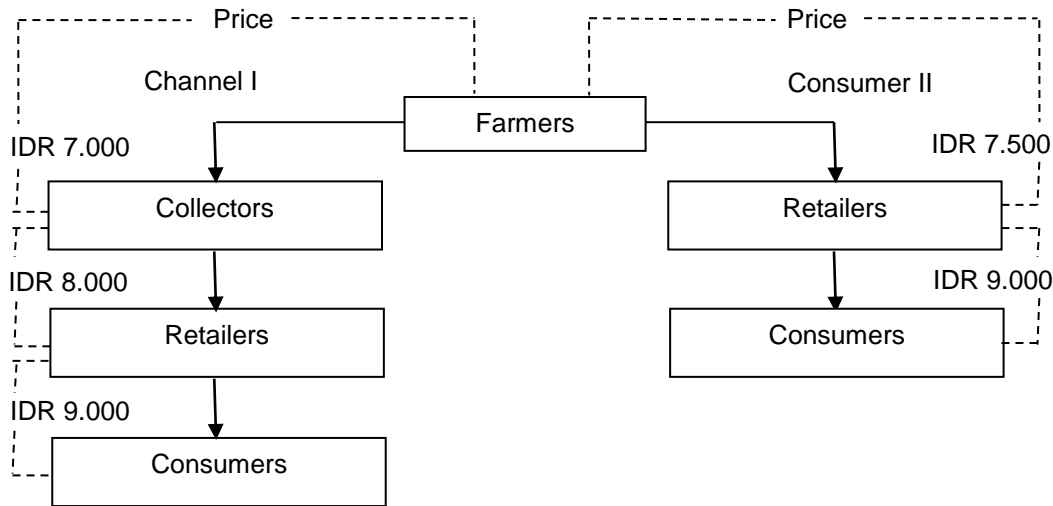 Price
Price
Channel I
Consumer II
Farmers
IDR 7.000
IDR 7.500
Collectors
Retailers
IDR 8.000
IDR 9.000
Retailers
Consumers
IDR 9.000
Consumers